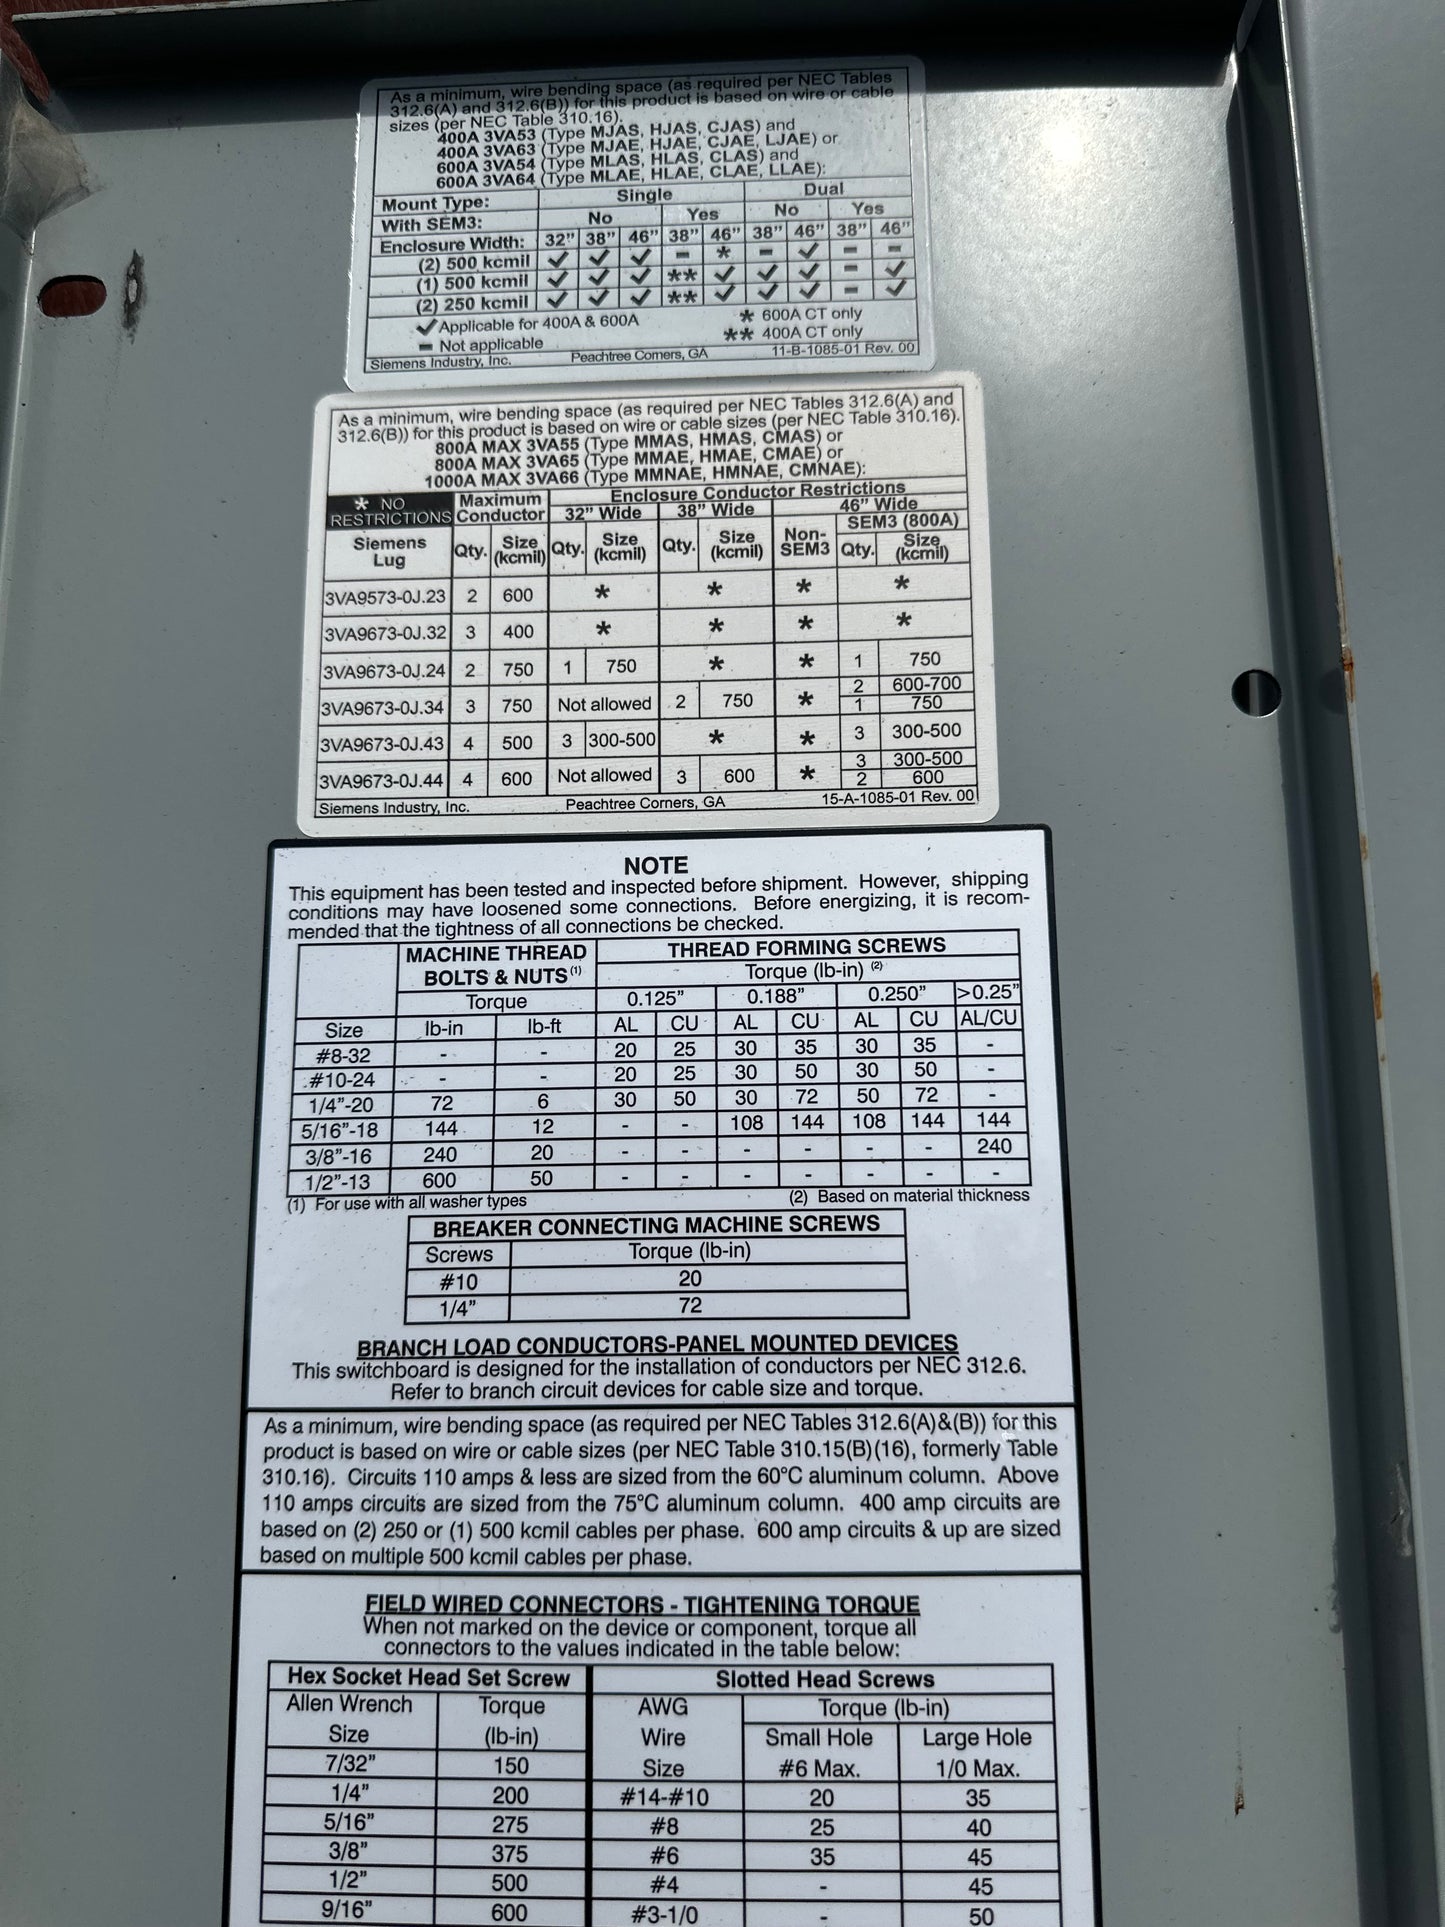 As a minimum, wire bending space (as required per NEC Tables
312.6(A) and 312.6(B)) for this product is based on wire or cable
sizes (per NEC Table 310.16).
400A 3VA53 (Type MJAS, HJAS, CJAS) and
400A 3VA63 (Type MJAE, HJAE, CJAE, LJAE) or
600A 3VA54 (Type MLAS, HLAS, CLAS) and
600A 3VA64 (Type MLAE, HLAE, CLAE, LLAE):
Mount Type: Single Dual
With SEM3: No Yes No Yes
Enclosure Width: 32" 38" 46" 38" 46" 38" 46" 38" 46"
(2) 500 kcmil ✓ ✓ ✓ - * - ✓ - -
(1) 500 kcmil ✓ ✓ ✓ ** ✓ ✓ ✓ - ✓
(2) 250 kcmil ✓ ✓ ✓ ** ✓ ✓ ✓ - ✓
✓ Applicable for 400A & 600A * 600A CT only
- Not applicable ** 400A CT only
Siemens Industry, Inc. Peachtree Corners, GA 11-B-1085-01 Rev. 00
As a minimum, wire bending space (as required per NEC Tables 312.6(A) and
312.6(B)) for this product is based on wire or cable sizes (per NEC Table 310.16).
800A MAX 3VA55 (Type MMAS, HMAS, CMAS) or
800A MAX 3VA65 (Type MMAE, HMAE, CMAE) or
1000A MAX 3VA66 (Type MMNAE, HMNAE, CMNAE):
* NO RESTRICTIONS Maximum Conductor Enclosure Conductor Restrictions
32" Wide 38" Wide 46" Wide
Non-SEM3 SEM3 (800A)
Siemens Lug Qty. Size (kcmil) Qty. Size (kcmil) Qty. Size (kcmil) Qty. Size (kcmil)
3VA9573-0J.23 2 600 * * * *
3VA9673-0J.32 3 400 * * * *
3VA9673-0J.24 2 750 1 750 * * 1 750
3VA9673-0J.34 3 750 Not allowed 2 750 * 2 600-700
1 750
3VA9673-0J.43 4 500 3 300-500 * * 3 300-500
3VA9673-0J.44 4 600 Not allowed 3 600 * 3 300-500
2 600
Siemens Industry, Inc. Peachtree Corners, GA 15-A-1085-01 Rev. 00
NOTE
This equipment has been tested and inspected before shipment. However, shipping
conditions may have loosened some connections. Before energizing, it is recom-
mended that the tightness of all connections be checked.
MACHINE THREAD BOLTS & NUTS (1) THREAD FORMING SCREWS
Torque Torque (lb-in) (2)
0.125" 0.188" 0.250" >0.25"
Size lb-in lb-ft AL CU AL CU AL CU AL/CU
#8-32 - - 20 25 30 35 30 35 -
#10-24 - - 20 25 30 50 30 50 -
1/4"-20 72 6 30 50 30 72 50 72 -
5/16"-18 144 12 - - 108 144 108 144 144
3/8"-16 240 20 - - - - - - 240
1/2"-13 600 50 - - - - - - -
(1) For use with all washer types (2) Based on material thickness
BREAKER CONNECTING MACHINE SCREWS
Screws Torque (lb-in)
#10 20
1/4" 72
BRANCH LOAD CONDUCTORS-PANEL MOUNTED DEVICES
This switchboard is designed for the installation of conductors per NEC 312.6.
Refer to branch circuit devices for cable size and torque.
As a minimum, wire bending space (as required per NEC Tables 312.6(A)&(B)) for this
product is based on wire or cable sizes (per NEC Table 310.15(B)(16), formerly Table
310.16). Circuits 110 amps & less are sized from the 60°C aluminum column. Above
110 amps circuits are sized from the 75°C aluminum column. 400 amp circuits are
based on (2) 250 or (1) 500 kcmil cables per phase. 600 amp circuits & up are sized
based on multiple 500 kcmil cables per phase.
FIELD WIRED CONNECTORS - TIGHTENING TORQUE
When not marked on the device or component, torque all
connectors to the values indicated in the table below:
Hex Socket Head Set Screw Slotted Head Screws
Allen Wrench Torque AWG Torque (lb-in)
Size (lb-in) Wire Small Hole Large Hole
Size #6 Max. 1/0 Max.
7/32" 150
1/4" 200 #14-#10 20 35
5/16" 275 #8 25 40
3/8" 375 #6 35 45
1/2" 500 #4 - 45
9/16" 600 #3-1/0 - 50